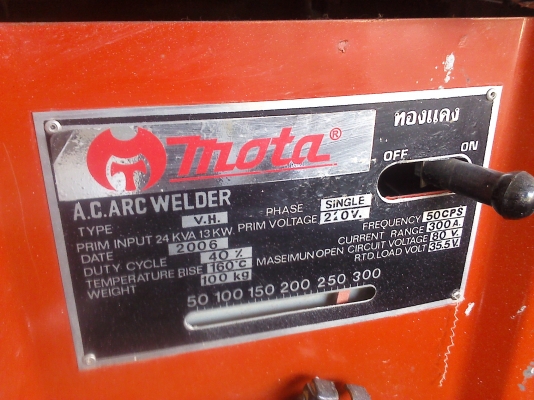 mota®
ทองแดง
OFF ON
A.C. ARC WELDER
TYPE V.H. PHASE SiNGLE
PRIM INPUT 24 KVA 13 KW. PRIM VOLTAGE 220V. FREQUENCY 50CPS
DATE 2006 CURRENT RANGE 300A
DUTY CYCLE 40% MASEIMUN OPEN CIRCUIT VOLTAGE 80 V.
TEMPERATURE BISE 160°C R.T.D. LOAD VOLT 35.5V
WEIGHT 100 kg
50 100 150 200 250 300